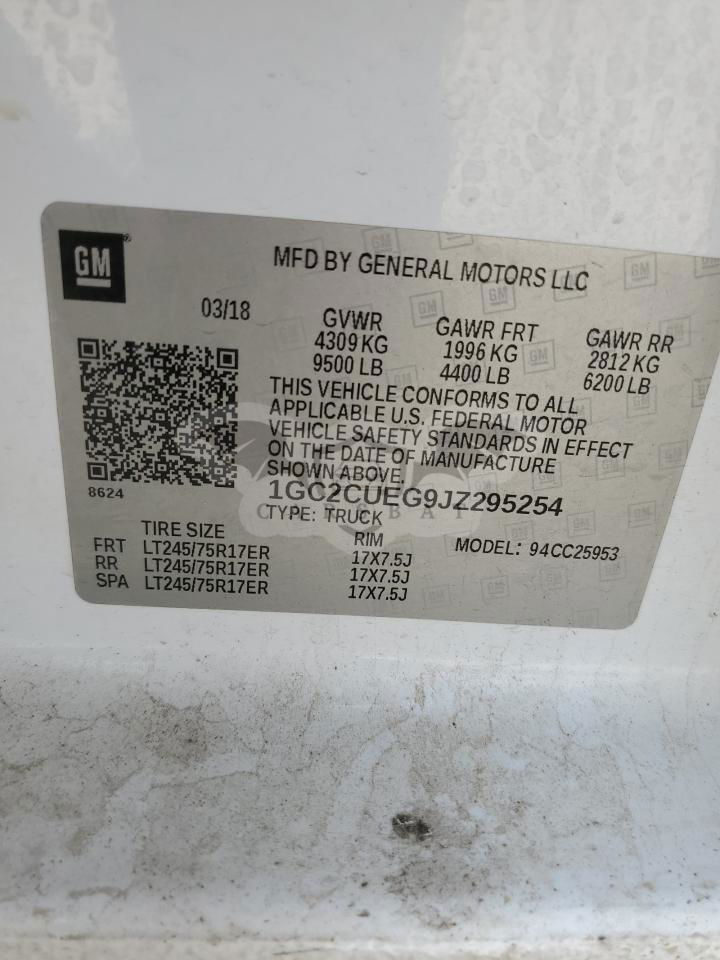 GM
MFD BY GENERAL MOTORS LLC
03/18
GVWR GAWR FRT GAWR RR
4309 KG 1996 KG 2812 KG
9500 LB 4400 LB 6200 LB
THIS VEHICLE CONFORMS TO ALL
APPLICABLE U.S. FEDERAL MOTOR
VEHICLE SAFETY STANDARDS IN EFFECT
ON THE DATE OF MANUFACTURE
SHOWN ABOVE.
8624
1GC2CUEG9JZ295254
TYPE: TRUCK
TIRE SIZE RIM MODEL: 94CC25953
FRT LT245/75R17ER 17X7.5J
RR LT245/75R17ER 17X7.5J
SPA LT245/75R17ER 17X7.5J